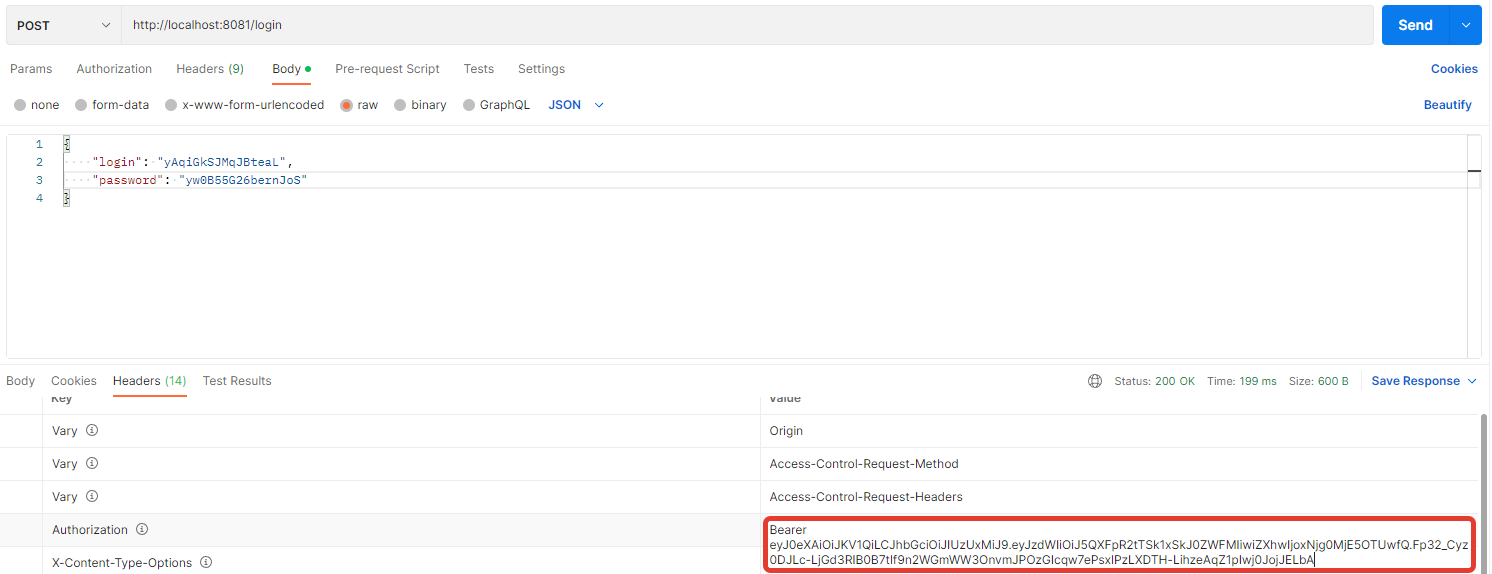 POST http://localhost:8081/login Send
Params Authorization Headers (9) Body Pre-request Script Tests Settings Cookies
none form-data x-www-form-urlencoded raw binary GraphQL JSON Beautify
1 {
2 "login": "yAqiGkSJMqJBteaL",
3 "password": "yw0B55G26bernJoS"
4 }
Body Cookies Headers (14) Test Results Status: 200 OK Time: 199 ms Size: 600 B Save Response
Key Value
Vary Origin
Vary Access-Control-Request-Method
Vary Access-Control-Request-Headers
Authorization Bearer
eyJ0eXAiOiJKV1QiLCJhbGciOiJIUzUxMiJ9.eyJzdWIiOiJ5QXFpR2tTSk1xSkJ0ZWFMIiwiZXhwIjoxNjg0MjE5OTUwfQ.Fp32_Cyz
0DJLc-LjGd3RIB0B7tIf9n2WGmWW3OnvmJPOzGIcqw7ePsxlPzLXDTH-LihzeAqZ1pIwj0JojJELbA
X-Content-Type-Options